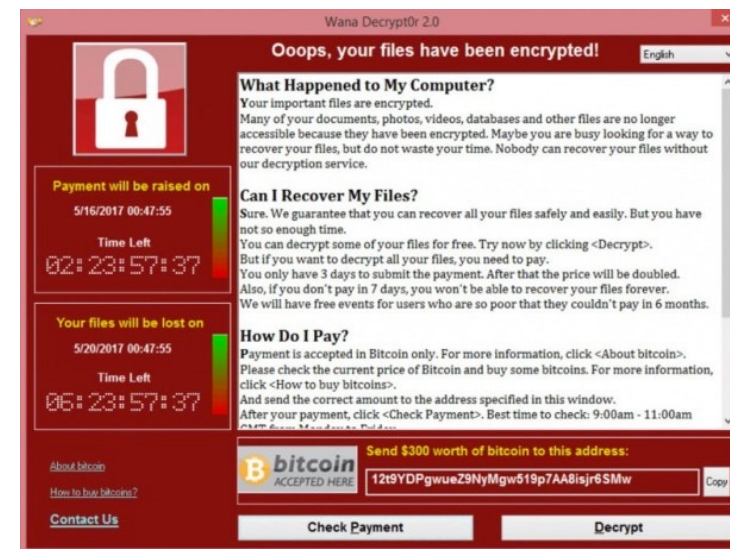 Wana Decrypt0r 2.0
Ooops, your files have been encrypted!
English
What Happened to My Computer?
Your important files are encrypted.
Many of your documents, photos, videos, databases and other files are no longer
accessible because they have been encrypted. Maybe you are busy looking for a way to
recover your files, but do not waste your time. Nobody can recover your files without
our decryption service.
Can I Recover My Files?
Sure. We guarantee that you can recover all your files safely and easily. But you have
not so enough time.
You can decrypt some of your files for free. Try now by clicking <Decrypt>.
But if you want to decrypt all your files, you need to pay.
You only have 3 days to submit the payment. After that the price will be doubled.
Also, if you don't pay in 7 days, you won't be able to recover your files forever.
We will have free events for users who are so poor that they couldn't pay in 6 months.
How Do I Pay?
Payment is accepted in Bitcoin only. For more information, click <About bitcoin>.
Please check the current price of Bitcoin and buy some bitcoins. For more information,
click <How to buy bitcoins>.
And send the correct amount to the address specified in this window.
After your payment, click <Check Payment>. Best time to check: 9:00am - 11:00am
GMT from Monday to Friday
Payment will be raised on
5/16/2017 00:47:55
Time Left
02:23:57:37
Your files will be lost on
5/20/2017 00:47:55
Time Left
06:23:57:37
About bitcoin
How to buy bitcoins?
Contact Us
bitcoin
ACCEPTED HERE
Send $300 worth of bitcoin to this address:
12t9YDPgwueZ9NyMgw519p7AA8isjr6SMw
Copy
Check Payment
Decrypt